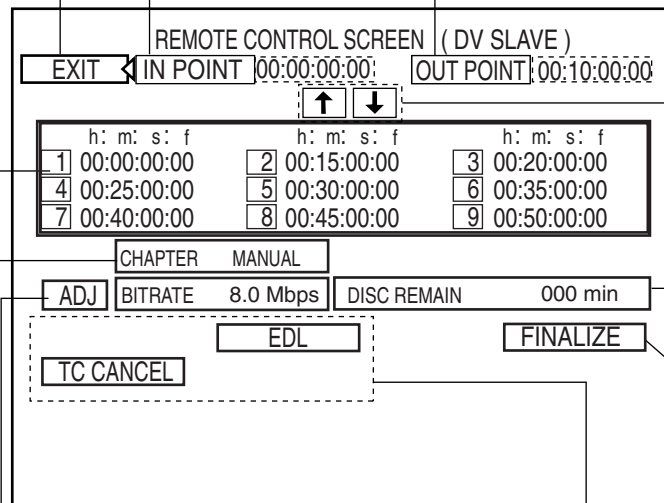 REMOTE CONTROL SCREEN ( DV SLAVE )
EXIT IN POINT 00:00:00:00 OUT POINT 00:10:00:00
↑ ↓
h: m: s: f h: m: s: f h: m: s: f
1 00:00:00:00 2 00:15:00:00 3 00:20:00:00
4 00:25:00:00 5 00:30:00:00 6 00:35:00:00
7 00:40:00:00 8 00:45:00:00 9 00:50:00:00
CHAPTER MANUAL
ADJ BITRATE 8.0 Mbps DISC REMAIN 000 min
EDL FINALIZE
TC CANCEL